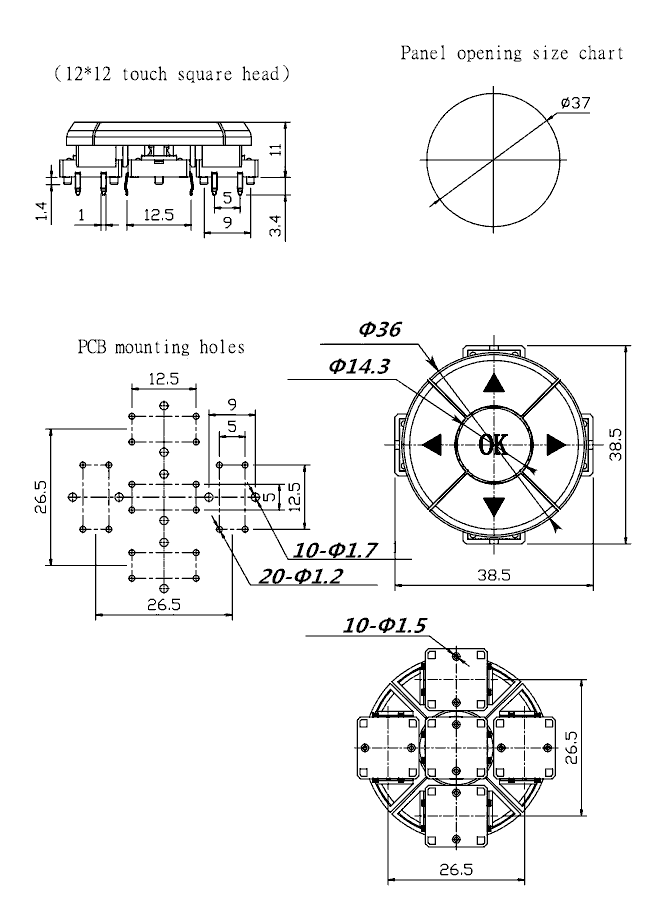 Panel opening size chart
(12*12 touch square head)
Ø37
11
1.4
1
12.5
5
9
3.4
Φ36
PCB mounting holes
Φ14.3
12.5
9
5
OK
38.5
26.5
5
12.5
10-Φ1.7
20-Φ1.2
38.5
26.5
10-Φ1.5
26.5
26.5